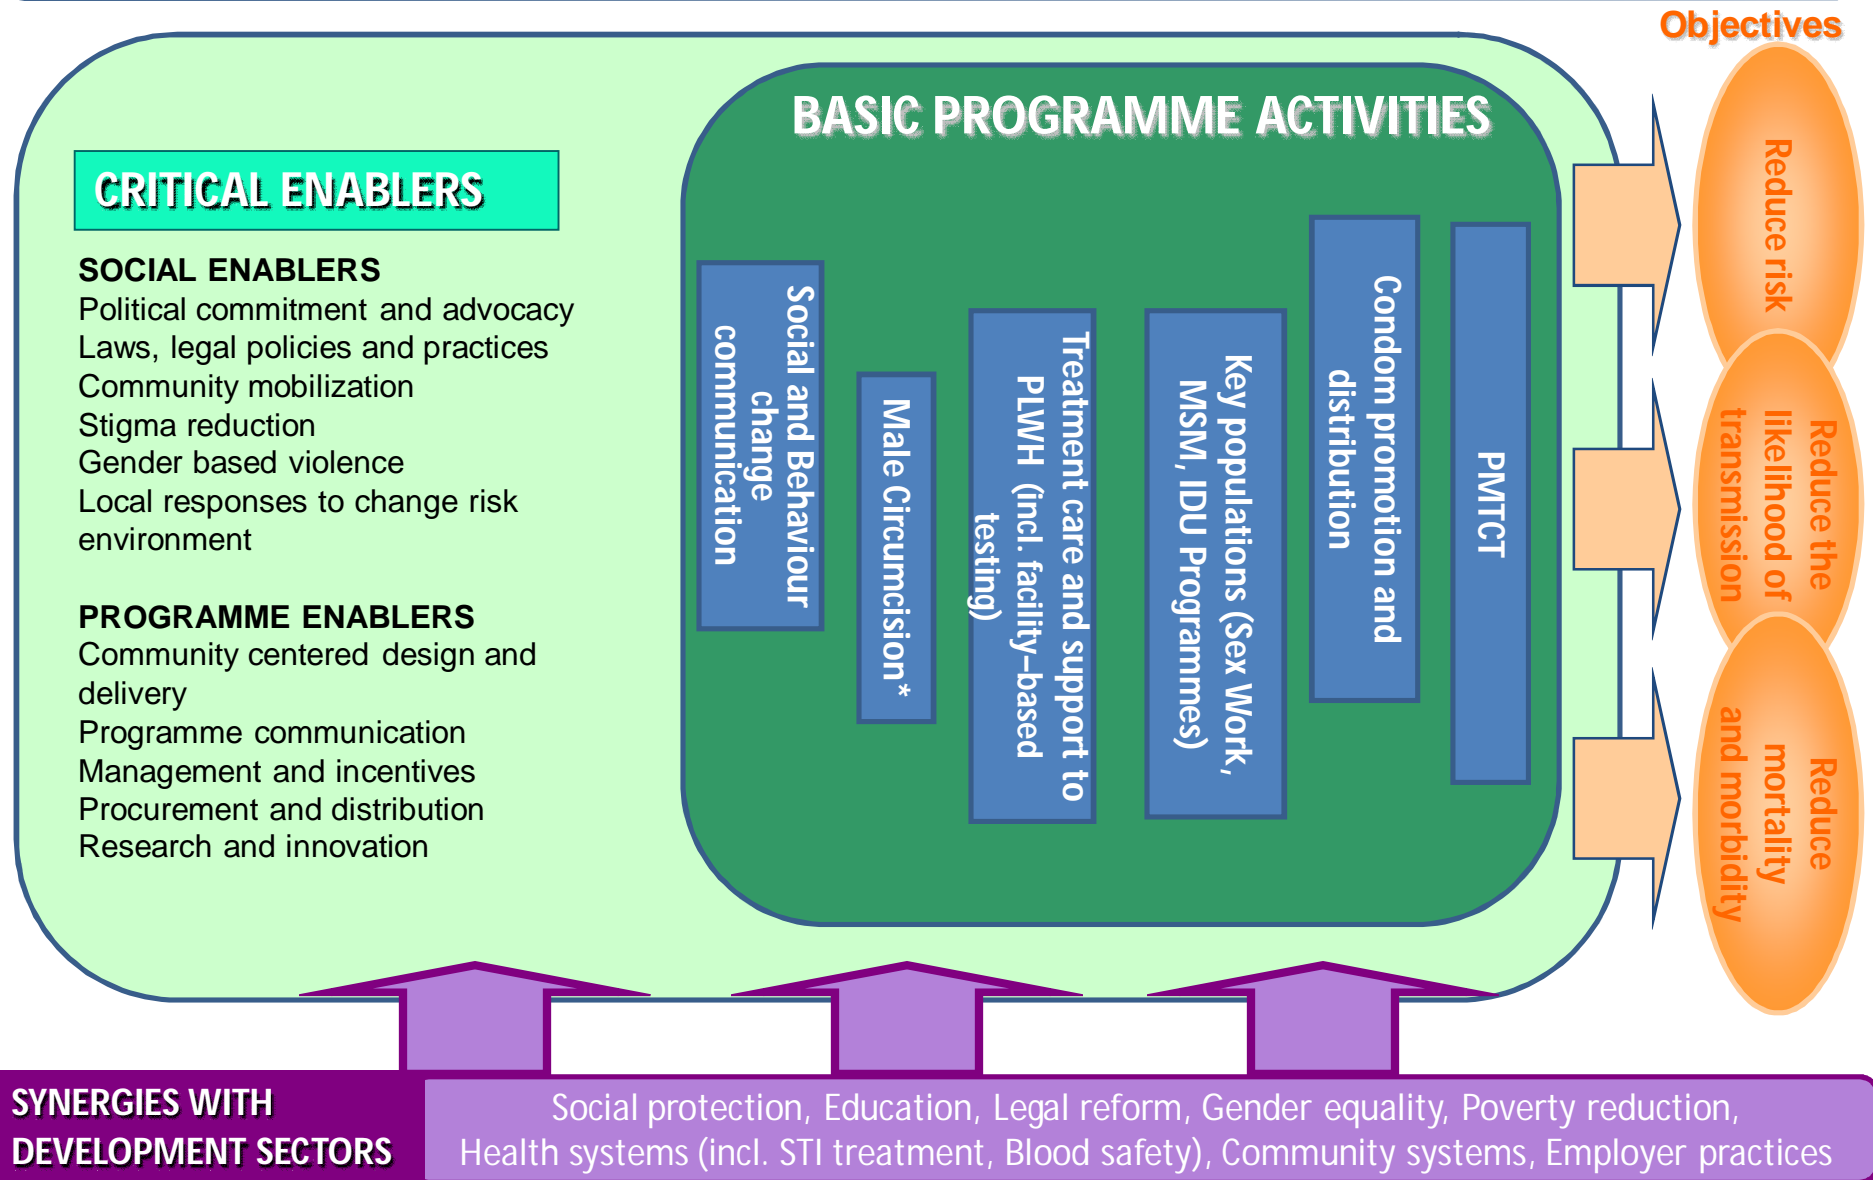 Objectives
BASIC PROGRAMME ACTIVITIES
CRITICAL ENABLERS
SOCIAL ENABLERS
Political commitment and advocacy
Laws, legal policies and practices
Community mobilization
Stigma reduction
Gender based violence
Local responses to change risk
environment
PROGRAMME ENABLERS
Community centered design and
delivery
Programme communication
Management and incentives
Procurement and distribution
Research and innovation
Social and Behaviour
change
communication
Male Circumcision*
Treatment care and support to
PLWH (incl. facility–based
testing)
Key populations (Sex Work,
MSM, IDU Programmes)
Condom promotion and
distribution
PMTCT
Reduce risk
Reduce the
likelihood of
transmission
Reduce
mortality
and morbidity
SYNERGIES WITH
DEVELOPMENT SECTORS
Social protection, Education, Legal reform, Gender equality, Poverty reduction,
Health systems (incl. STI treatment, Blood safety), Community systems, Employer practices